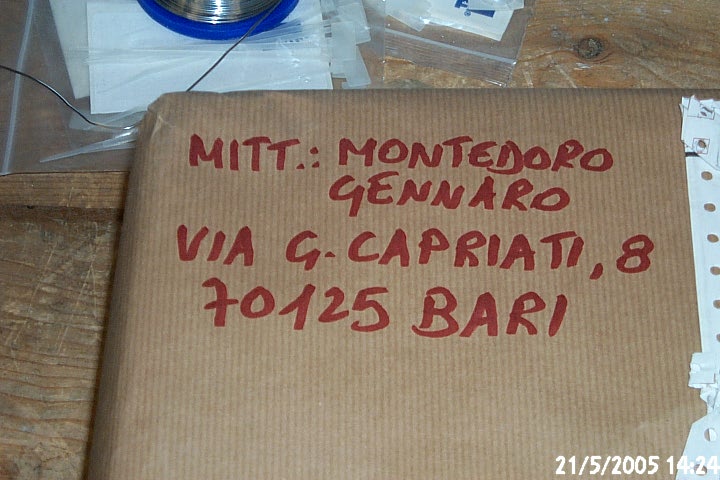 MITT.: MONTEDORO
GENNARO
VIA G. CAPRIATI, 8
70125 BARI
21/5/2005 14:24